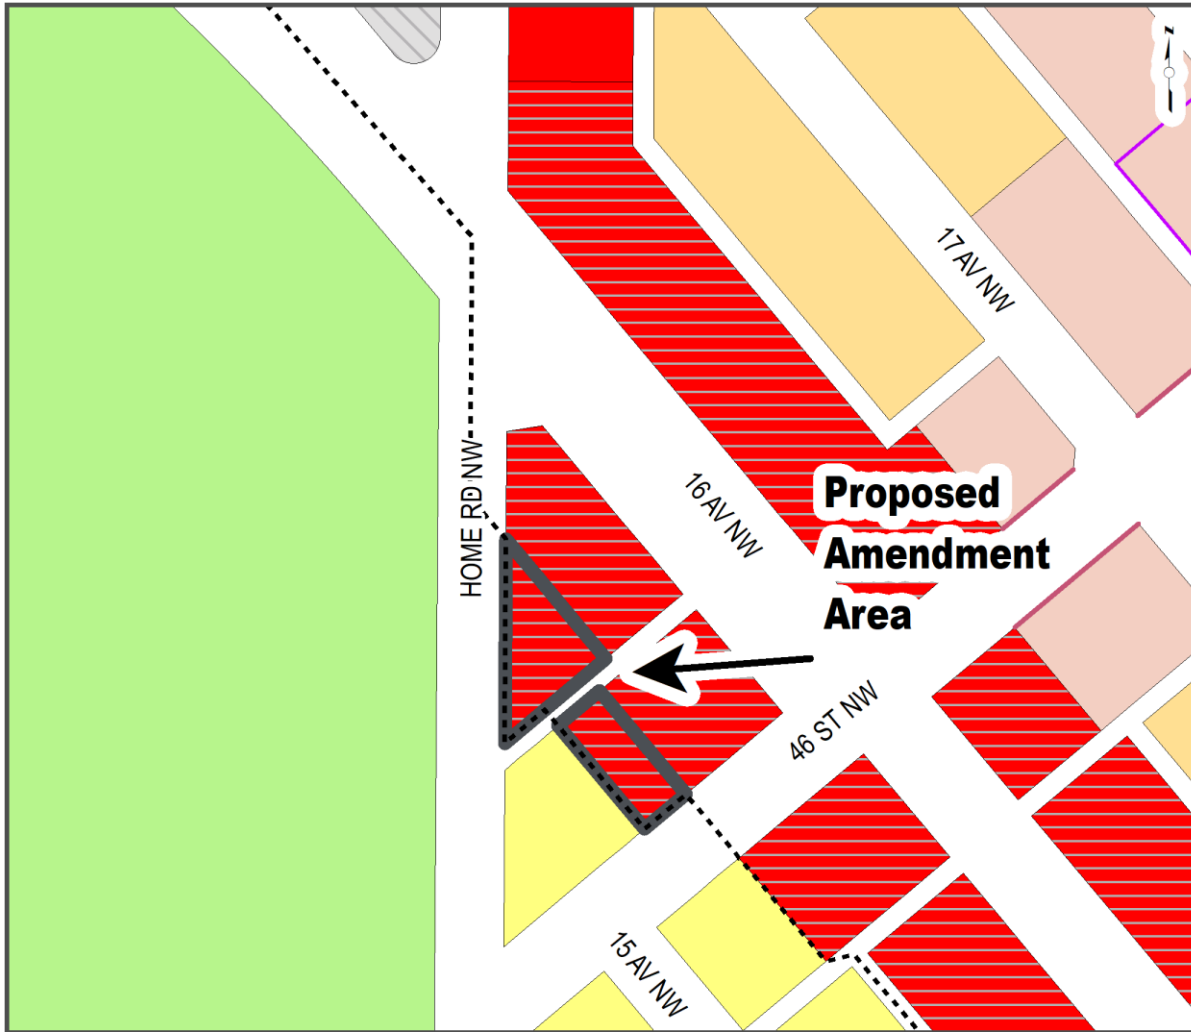 N
17 AV NW
HOME RD NW
16 AV NW
Proposed
Amendment
Area
46 ST NW
15 AV NW